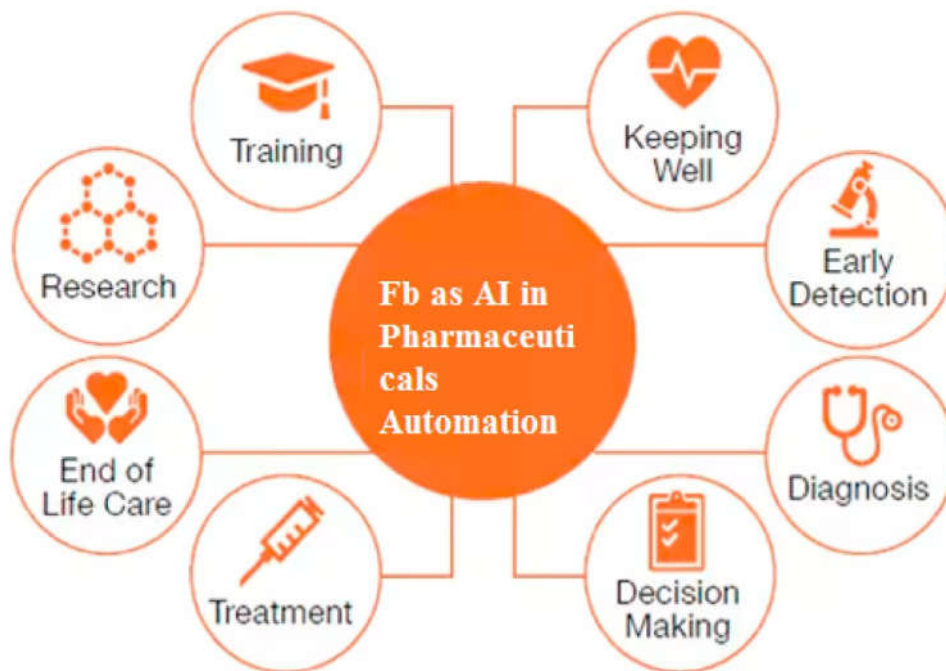 Training
Keeping
Well
Research
Early
Detection
Fb as AI in
Pharmaceuti
cals
Automation
End of
Life Care
Diagnosis
Treatment
Decision
Making